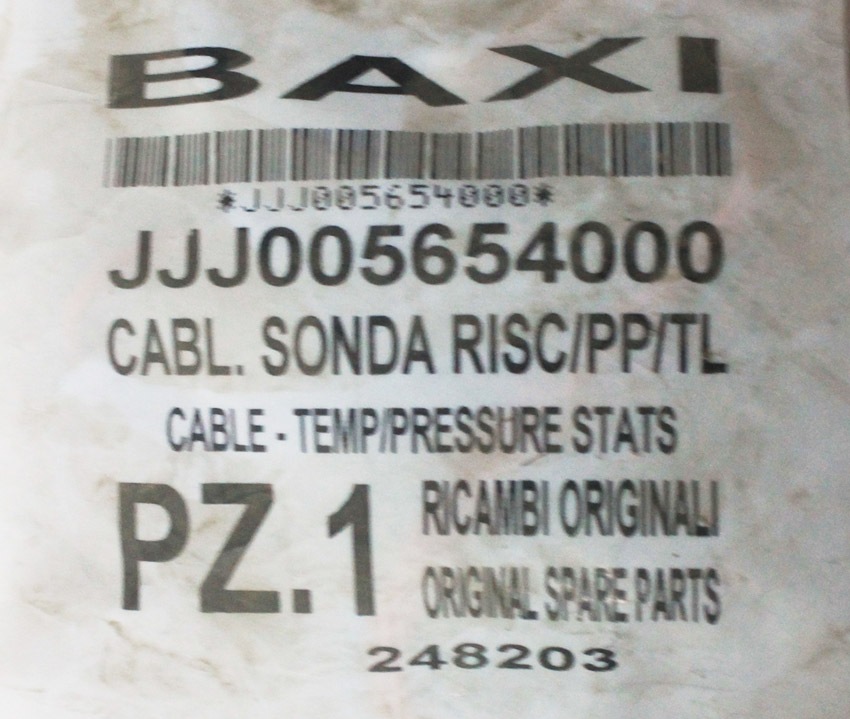 BAXI
*JJJ005654000*
JJJ005654000
CABL. SONDA RISC/PP/TL
CABLE - TEMP/PRESSURE STATS
PZ.1
RICAMBI ORIGINALI
ORIGINAL SPARE PARTS
248203